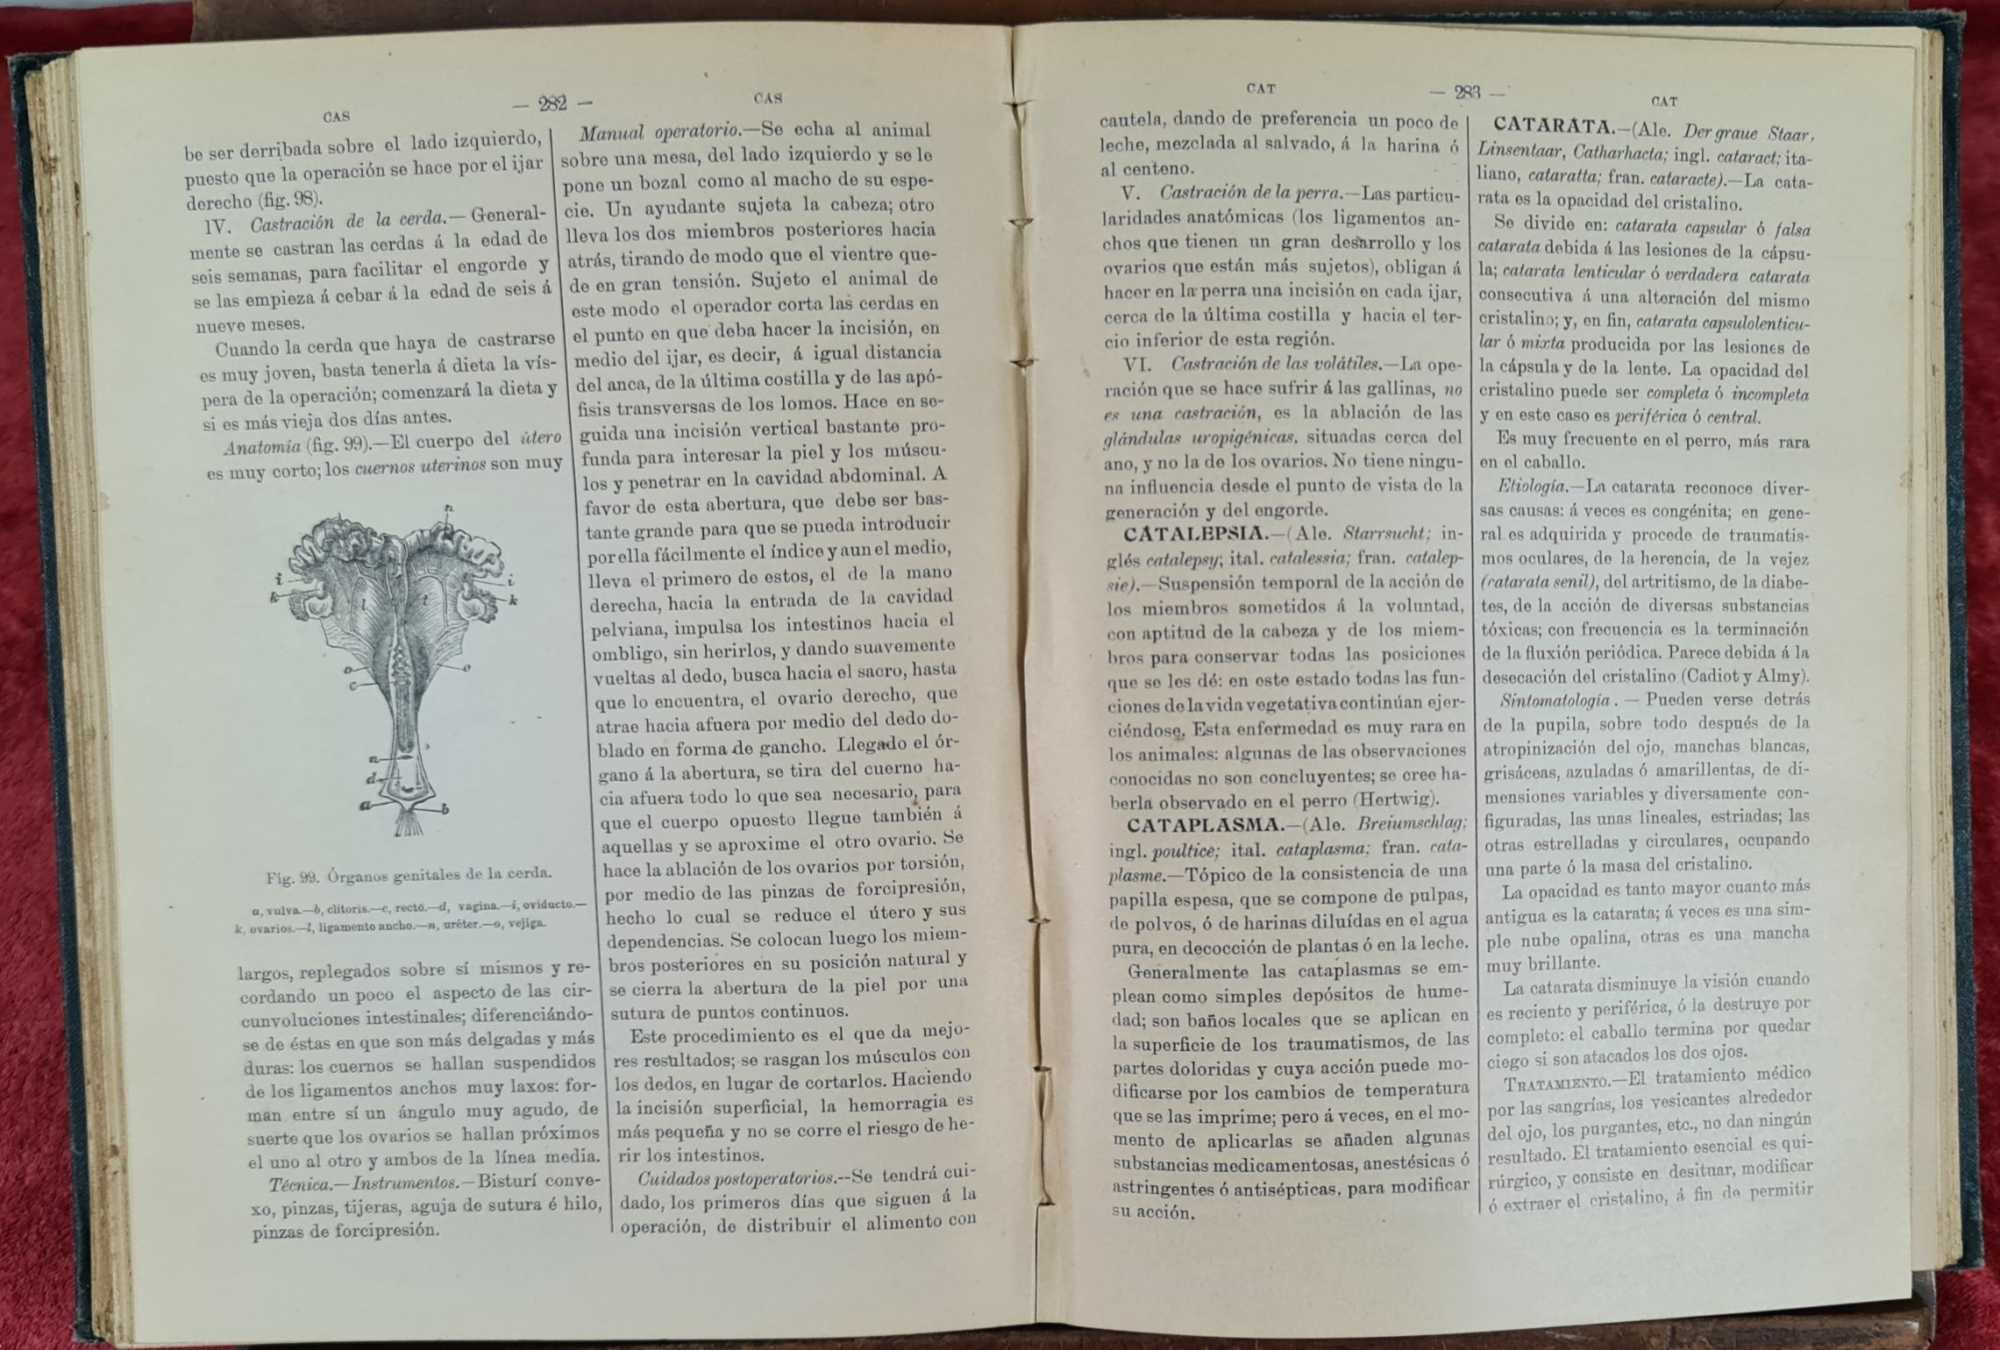 CAS
— 282 —
CAS
be ser derribada sobre el lado izquierdo,
puesto que la operación se hace por el ijar
derecho (fig. 98).
IV. Castración de la cerda.—General-
mente se castran las cerdas á la edad de
seis semanas, para facilitar el engorde y
se las empieza á cebar á la edad de seis á
nueve meses.
Cuando la cerda que haya de castrarse
es muy joven, basta tenerla á dieta la vís-
pera de la operación; comenzará la dieta y
si es más vieja dos días antes.
Anatomía (fig. 99).—El cuerpo del útero
es muy corto; los cuernos uterinos son muy
n
i
i
k
k
l
l
o
o
c
n
d
a
b
Fig. 99. Órganos genitales de la cerda.
a, vulva.—b, clítoris.—c, recto.—d, vagina.—i, oviducto.—
k, ovarios.—l, ligamento ancho.—n, uréter.—o, vejiga.
largos, replegados sobre sí mismos y re-
cordando un poco el aspecto de las cir-
cunvoluciones intestinales; diferenciándo-
se de éstas en que son más delgadas y más
duras: los cuernos se hallan suspendidos
de los ligamentos anchos muy laxos: for-
man entre sí un ángulo muy agudo, de
suerte que los ovarios se hallan próximos
el uno al otro y ambos de la línea media.
Técnica.—Instrumentos.—Bisturí conve-
xo, pinzas, tijeras, aguja de sutura é hilo,
pinzas de forcipresión.
Manual operatorio.—Se echa al animal
sobre una mesa, del lado izquierdo y se le
pone un bozal como al macho de su espe-
cie. Un ayudante sujeta la cabeza; otro
lleva los dos miembros posteriores hacia
atrás, tirando de modo que el vientre que-
de en gran tensión. Sujeto el animal de
este modo el operador corta las cerdas en
el punto en que deba hacer la incisión, en
medio del ijar, es decir, á igual distancia
del anca, de la última costilla y de las apó-
fisis transversas de los lomos. Hace en se-
guida una incisión vertical bastante pro-
funda para interesar la piel y los múscu-
los y penetrar en la cavidad abdominal. A
favor de esta abertura, que debe ser bas-
tante grande para que se pueda introducir
por ella fácilmente el índice y aun el medio,
lleva el primero de estos, el de la mano
derecha, hacia la entrada de la cavidad
pelviana, impulsa los intestinos hacia el
ombligo, sin herirlos, y dando suavemente
vueltas al dedo, busca hacia el sacro, hasta
que lo encuentra, el ovario derecho, que
atrae hacia afuera por medio del dedo do-
blado en forma de gancho. Llegado el ór-
gano á la abertura, se tira del cuerno ha-
cia afuera todo lo que sea necesario, para
que el cuerpo opuesto llegue también á
aquellas y se aproxime el otro ovario. Se
hace la ablación de los ovarios por torsión,
por medio de las pinzas de forcipresión,
hecho lo cual se reduce el útero y sus
dependencias. Se colocan luego los miem-
bros posteriores en su posición natural y
se cierra la abertura de la piel por una
sutura de puntos continuos.
Este procedimiento es el que da mejo-
res resultados; se rasgan los músculos con
los dedos, en lugar de cortarlos. Haciendo
la incisión superficial, la hemorragia es
más pequeña y no se corre el riesgo de he-
rir los intestinos.
Cuidados postoperatorios.--Se tendrá cui-
dado, los primeros días que siguen á la
operación, de distribuir el alimento con
CAT
— 283 —
CAT
cautela, dando de preferencia un poco de
leche, mezclada al salvado, á la harina ó
al centeno.
V. Castración de la perra.—Las particu-
laridades anatómicas (los ligamentos an-
chos que tienen un gran desarrollo y los
ovarios que están más sujetos), obligan á
hacer en la perra una incisión en cada ijar,
cerca de la última costilla y hacia el ter-
cio inferior de esta región.
VI. Castración de las volátiles.—La ope-
ración que se hace sufrir á las gallinas, no
es una castración, es la ablación de las
glándulas uropigénicas, situadas cerca del
ano, y no la de los ovarios. No tiene ningu-
na influencia desde el punto de vista de la
generación y del engorde.
CATALEPSIA.—(Ale. Starrsucht; in-
glés catalepsy; ital. catalessia; fran. catalep-
sie).—Suspensión temporal de la acción de
los miembros sometidos á la voluntad,
con aptitud de la cabeza y de los miem-
bros para conservar todas las posiciones
que se les dé: en este estado todas las fun-
ciones de la vida vegetativa continúan ejer-
ciéndose. Esta enfermedad es muy rara en
los animales: algunas de las observaciones
conocidas no son concluyentes; se cree ha-
berla observado en el perro (Hertwig).
CATAPLASMA.—(Ale. Breiumschlag;
ingl. poultice; ital. cataplasma; fran. cata-
plasme.—Tópico de la consistencia de una
papilla espesa, que se compone de pulpas,
de polvos, ó de harinas diluídas en el agua
pura, en decocción de plantas ó en la leche.
Generalmente las cataplasmas se em-
plean como simples depósitos de hume-
dad; son baños locales que se aplican en
la superficie de los traumatismos, de las
partes doloridas y cuya acción puede mo-
dificarse por los cambios de temperatura
que se las imprime; pero á veces, en el mo-
mento de aplicarlas se añaden algunas
substancias medicamentosas, anestésicas ó
astringentes ó antisépticas, para modificar
su acción.
CATARATA.—(Ale. Der graue Staar,
Linsentaar, Catharhacta; ingl. cataract; ita-
liano, cataratta; fran. cataracte).—La cata-
rata es la opacidad del cristalino.
Se divide en: catarata capsular ó falsa
catarata debida á las lesiones de la cápsu-
la; catarata lenticular ó verdadera catarata
consecutiva á una alteración del mismo
cristalino; y, en fin, catarata capsulolenticu-
lar ó mixta producida por las lesiones de
la cápsula y de la lente. La opacidad del
cristalino puede ser completa ó incompleta
y en este caso es periférica ó central.
Es muy frecuente en el perro, más rara
en el caballo.
Etiología.—La catarata reconoce diver-
sas causas: á veces es congénita; en gene-
ral es adquirida y procede de traumatis-
mos oculares, de la herencia, de la vejez
(catarata senil), del artritismo, de la diabe-
tes, de la acción de diversas substancias
tóxicas; con frecuencia es la terminación
de la fluxión periódica. Parece debida á la
desecación del cristalino (Cadiot y Almy).
Sintomatología. — Pueden verse detrás
de la pupila, sobre todo después de la
atropinización del ojo, manchas blancas,
grisáceas, azuladas ó amarillentas, de di-
mensiones variables y diversamente con-
figuradas, las unas lineales, estriadas; las
otras estrelladas y circulares, ocupando
una parte ó la masa del cristalino.
La opacidad es tanto mayor cuanto más
antigua es la catarata; á veces es una sim-
ple nube opalina, otras es una mancha
muy brillante.
La catarata disminuye la visión cuando
es reciente y periférica, ó la destruye por
completo: el caballo termina por quedar
ciego si son atacados los dos ojos.
TRATAMIENTO.—El tratamiento médico
por las sangrías, los vesicantes alrededor
del ojo, los purgantes, etc., no dan ningún
resultado. El tratamiento esencial es qui-
rúrgico, y consiste en desituar, modificar
ó extraer el cristalino, á fin de permitir